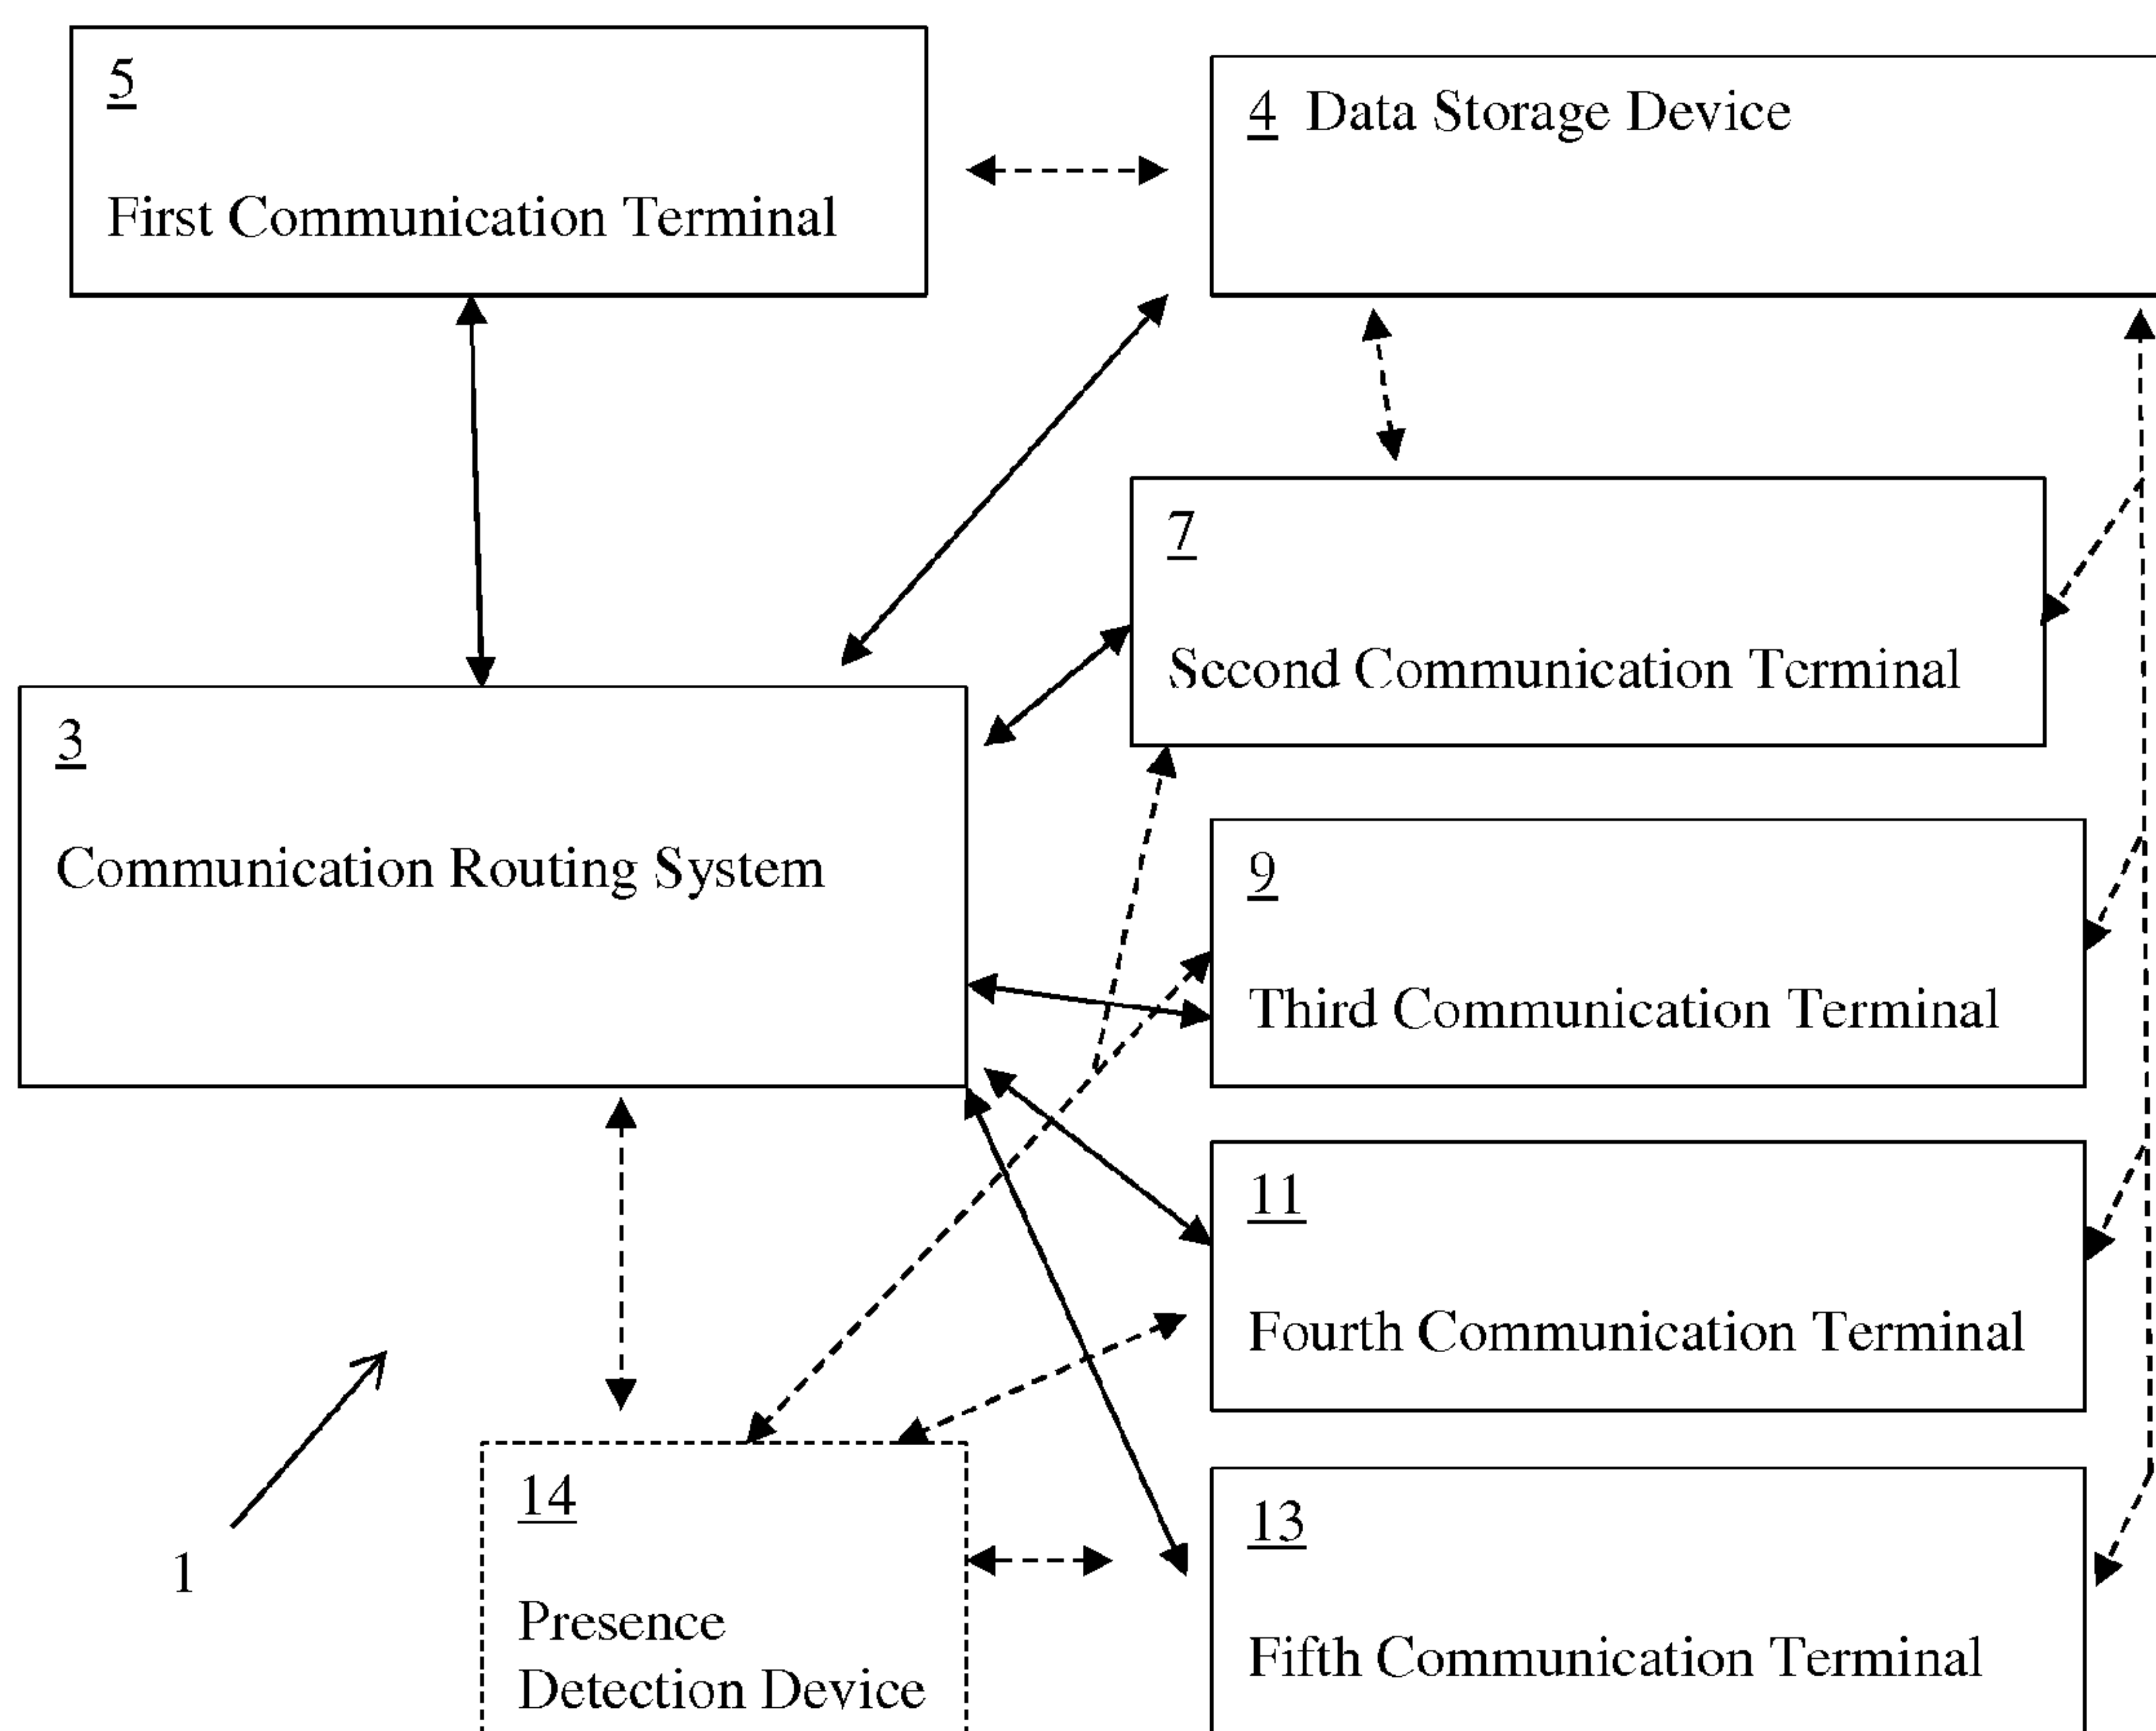 5
First Communication Terminal
4 Data Storage Device
7
Second Communication Terminal
3
Communication Routing System
9
Third Communication Terminal
11
Fourth Communication Terminal
14
Presence
Detection Device
13
Fifth Communication Terminal
1